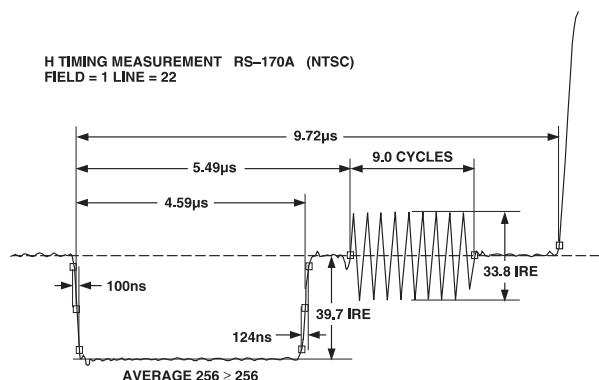 H TIMING MEASUREMENT RS–170A (NTSC)
FIELD = 1 LINE = 22
9.72μs
5.49μs
9.0 CYCLES
4.59μs
100ns
33.8 IRE
39.7 IRE
124ns
AVERAGE 256 > 256